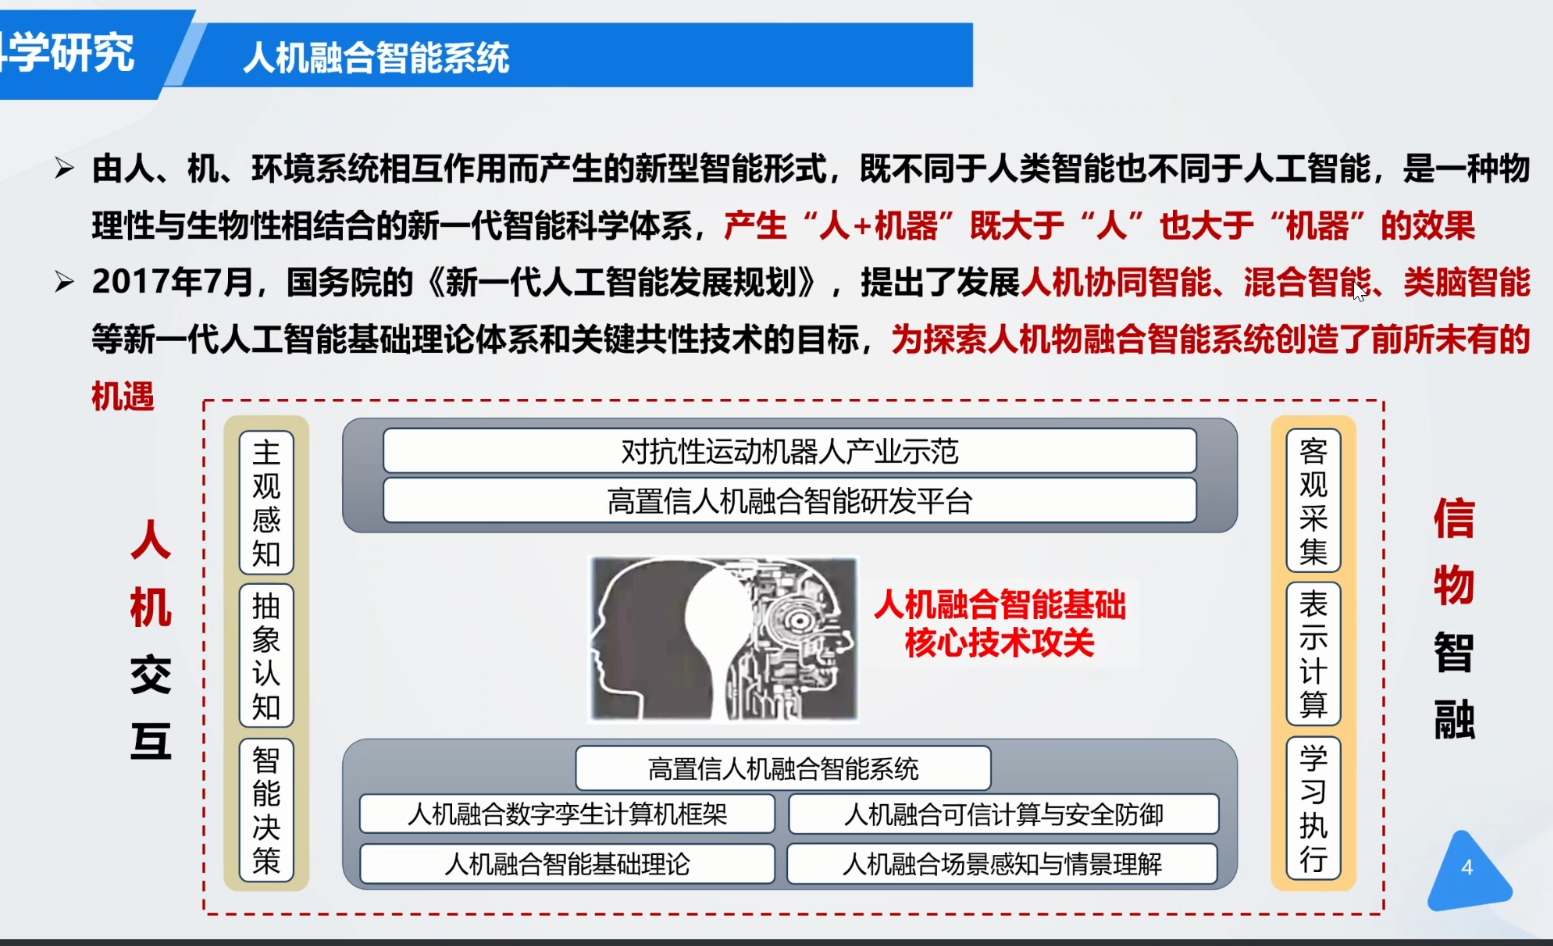 学研究
人机融合智能系统
由人、机、环境系统相互作用而产生的新型智能形式，既不同于人类智能也不同于人工智能，是一种物
理性与生物性相结合的新一代智能科学体系，产生“人+机器”既大于“人”也大于“机器”的效果
2017年7月，国务院的《新一代人工智能发展规划》，提出了发展人机协同智能、混合智能、类脑智能
等新一代人工智能基础理论体系和关键共性技术的目标，为探索人机物融合智能系统创造了前所未有的
机遇
人机交互
主观感知
抽象认知
智能决策
对抗性运动机器人产业示范
高置信人机融合智能研发平台
人机融合智能基础
核心技术攻关
高置信人机融合智能系统
人机融合数字孪生计算机框架
人机融合可信计算与安全防御
人机融合智能基础理论
人机融合场景感知与情景理解
客观采集
表示计算
学习执行
信物智融
4